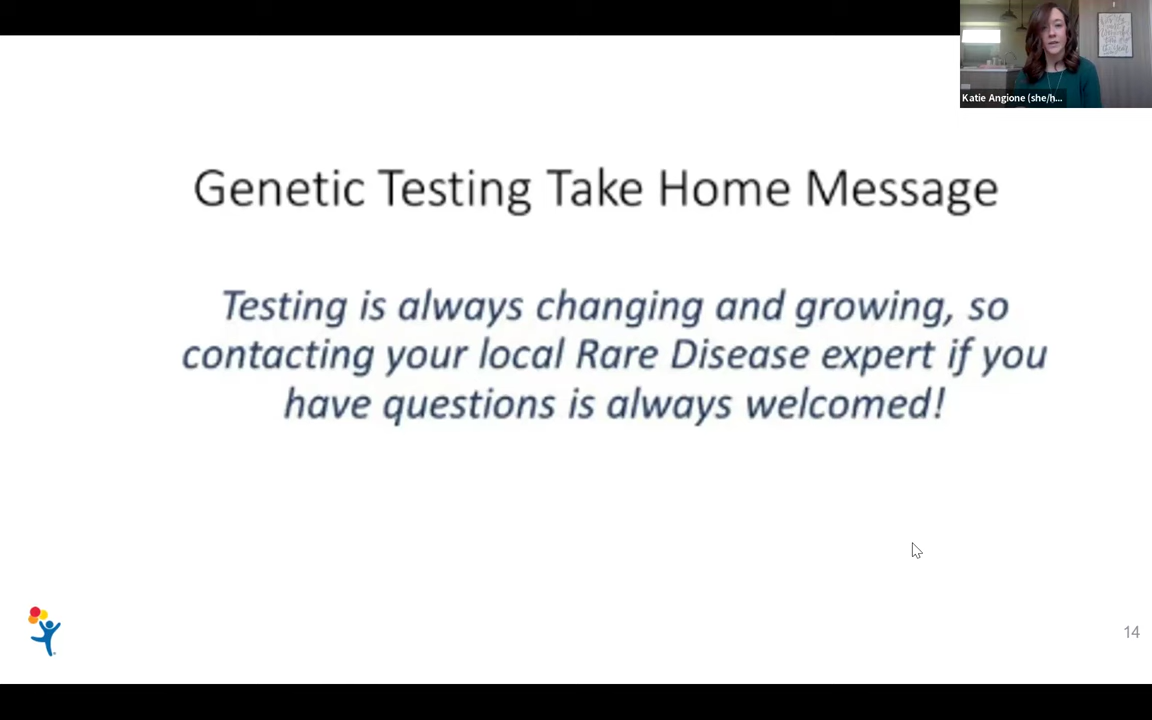 Katie Angione (she/h...
Genetic Testing Take Home Message
Testing is always changing and growing, so
contacting your local Rare Disease expert if you
have questions is always welcomed!
14